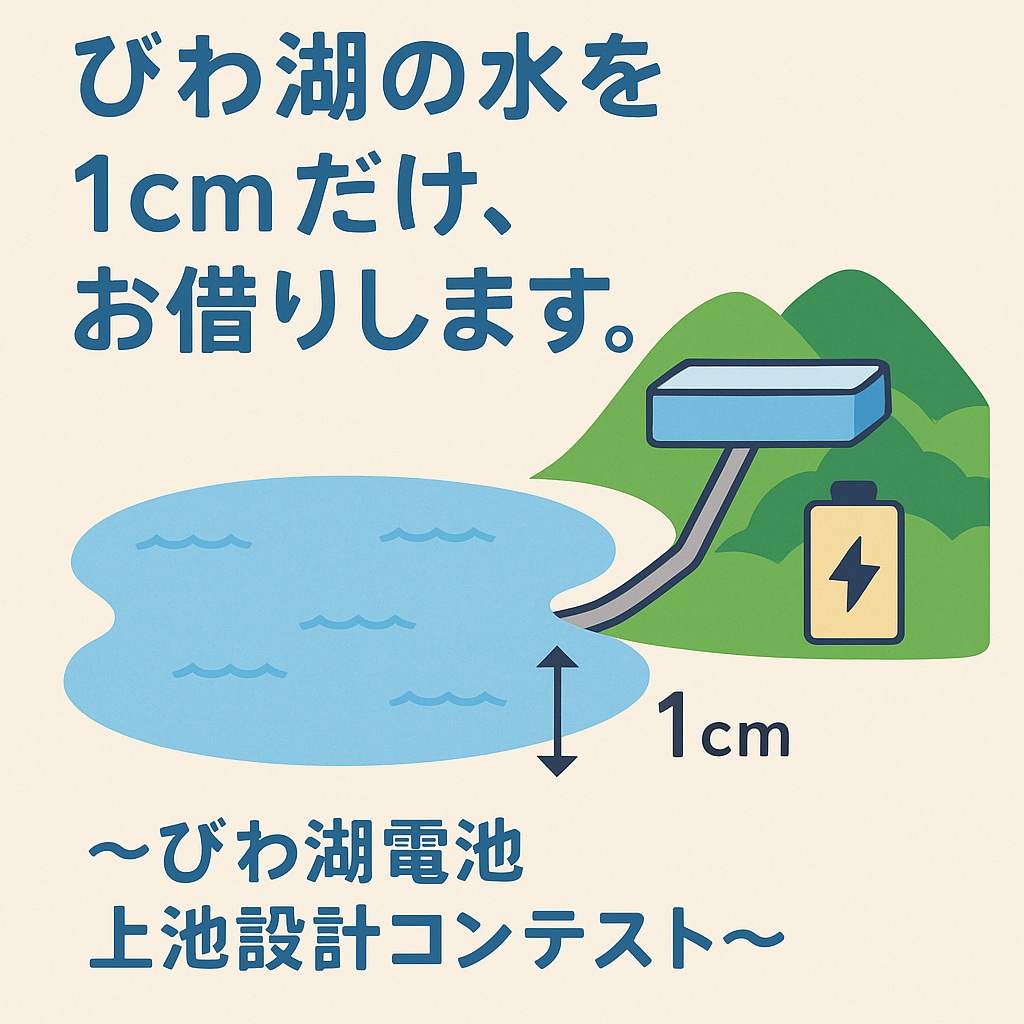 びわ湖の水を
1cmだけ、
お借りします。
1cm
〜びわ湖電池
上池設計コンテスト〜